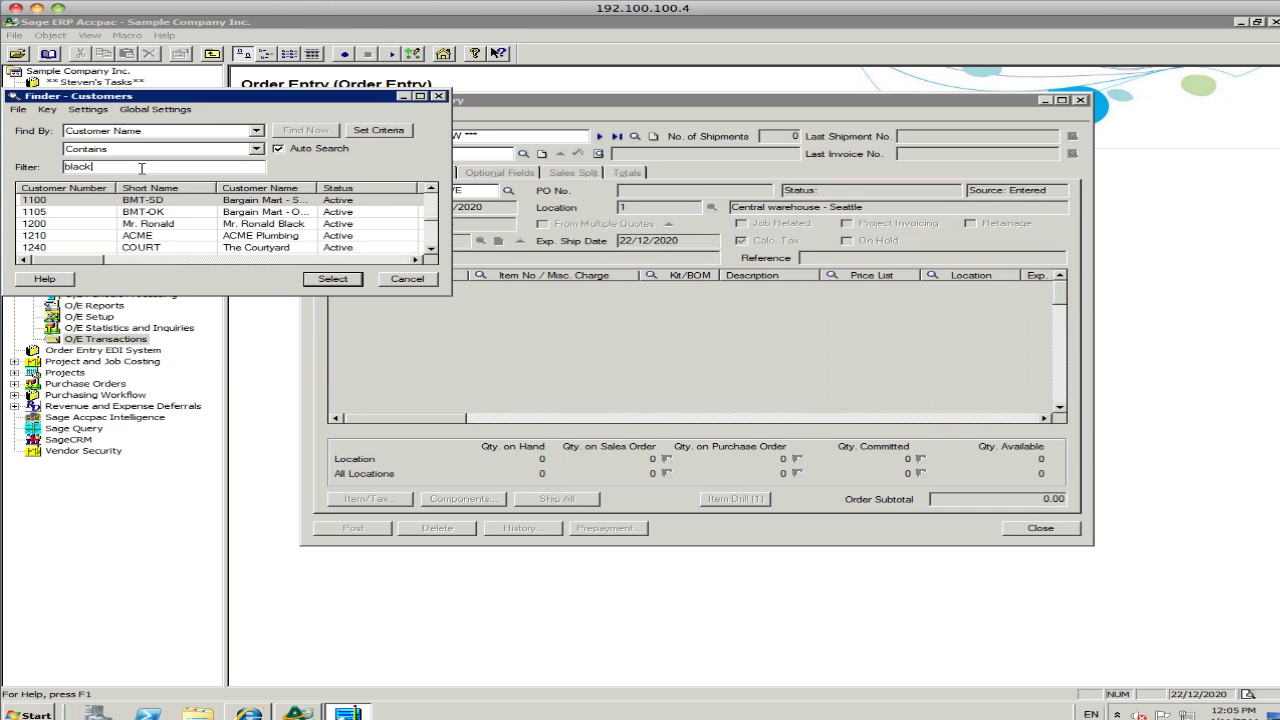 192.100.100.4
Sage ERP Accpac - Sample Company Inc.
File Object View Macro Help
Sample Company Inc.
** Steven's Tasks**
Order Entry (Order Entry)
Finder - Customers
File Key Settings Global Settings
Find By: Customer Name Find Now Set Criteria
Contains Auto Search
Filter: black
Customer Number Short Name Customer Name Status
1100 BMT-SD Bargain Mart - S... Active
1105 BMT-OK Bargain Mart - O... Active
1200 Mr. Ronald Mr. Ronald Black Active
1210 ACME ACME Plumbing Active
1240 COURT The Courtyard Active
Help Select Cancel
W *** No. of Shipments 0 Last Shipment No.
Last Invoice No.
Optional Fields Sales Split Totals
/E PO No. Status: Source: Entered
/2020 Location 1 Central warehouse - Seattle
From Multiple Quotes Job Related Project Invoicing Retainage
Exp. Ship Date 22/12/2020 Calc. Tax On Hold
Reference
Item No./ Misc. Charge Kit/BOM Description Price List Location Exp.
O/E Reports
O/E Setup
O/E Statistics and Inquiries
O/E Transactions
Order Entry EDI System
Project and Job Costing
Projects
Purchase Orders
Purchasing Workflow
Revenue and Expense Deferrals
Sage Accpac Intelligence
Sage Query
SageCRM
Vendor Security
Qty. on Hand Qty. on Sales Order Qty. on Purchase Order Qty. Committed Qty. Available
Location 0 0 0 0 0
All Locations 0 0 0 0 0
Item/Tax... Components... Ship All Item Drill (1) Order Subtotal 0.00
Post Delete History... Prepayment... Close
For Help, press F1 NUM 22/12/2020
Start EN 12:05 PM